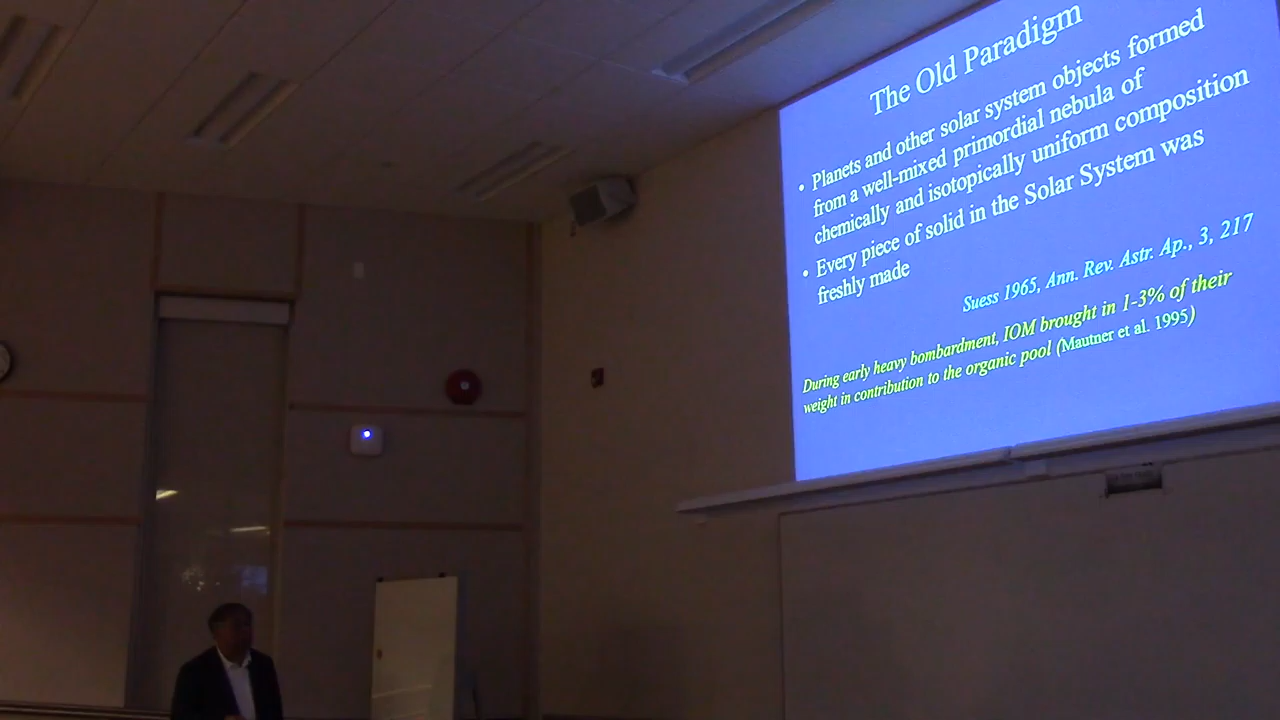 The Old Paradigm
• Planets and other solar system objects formed
from a well-mixed primordial nebula of
chemically and isotopically uniform composition
• Every piece of solid in the Solar System was
freshly made
Suess 1965, Ann. Rev. Astr. Ap., 3, 217
During early heavy bombardment, IOM brought in 1-3% of their
weight in contribution to the organic pool (Mautner et al. 1995)